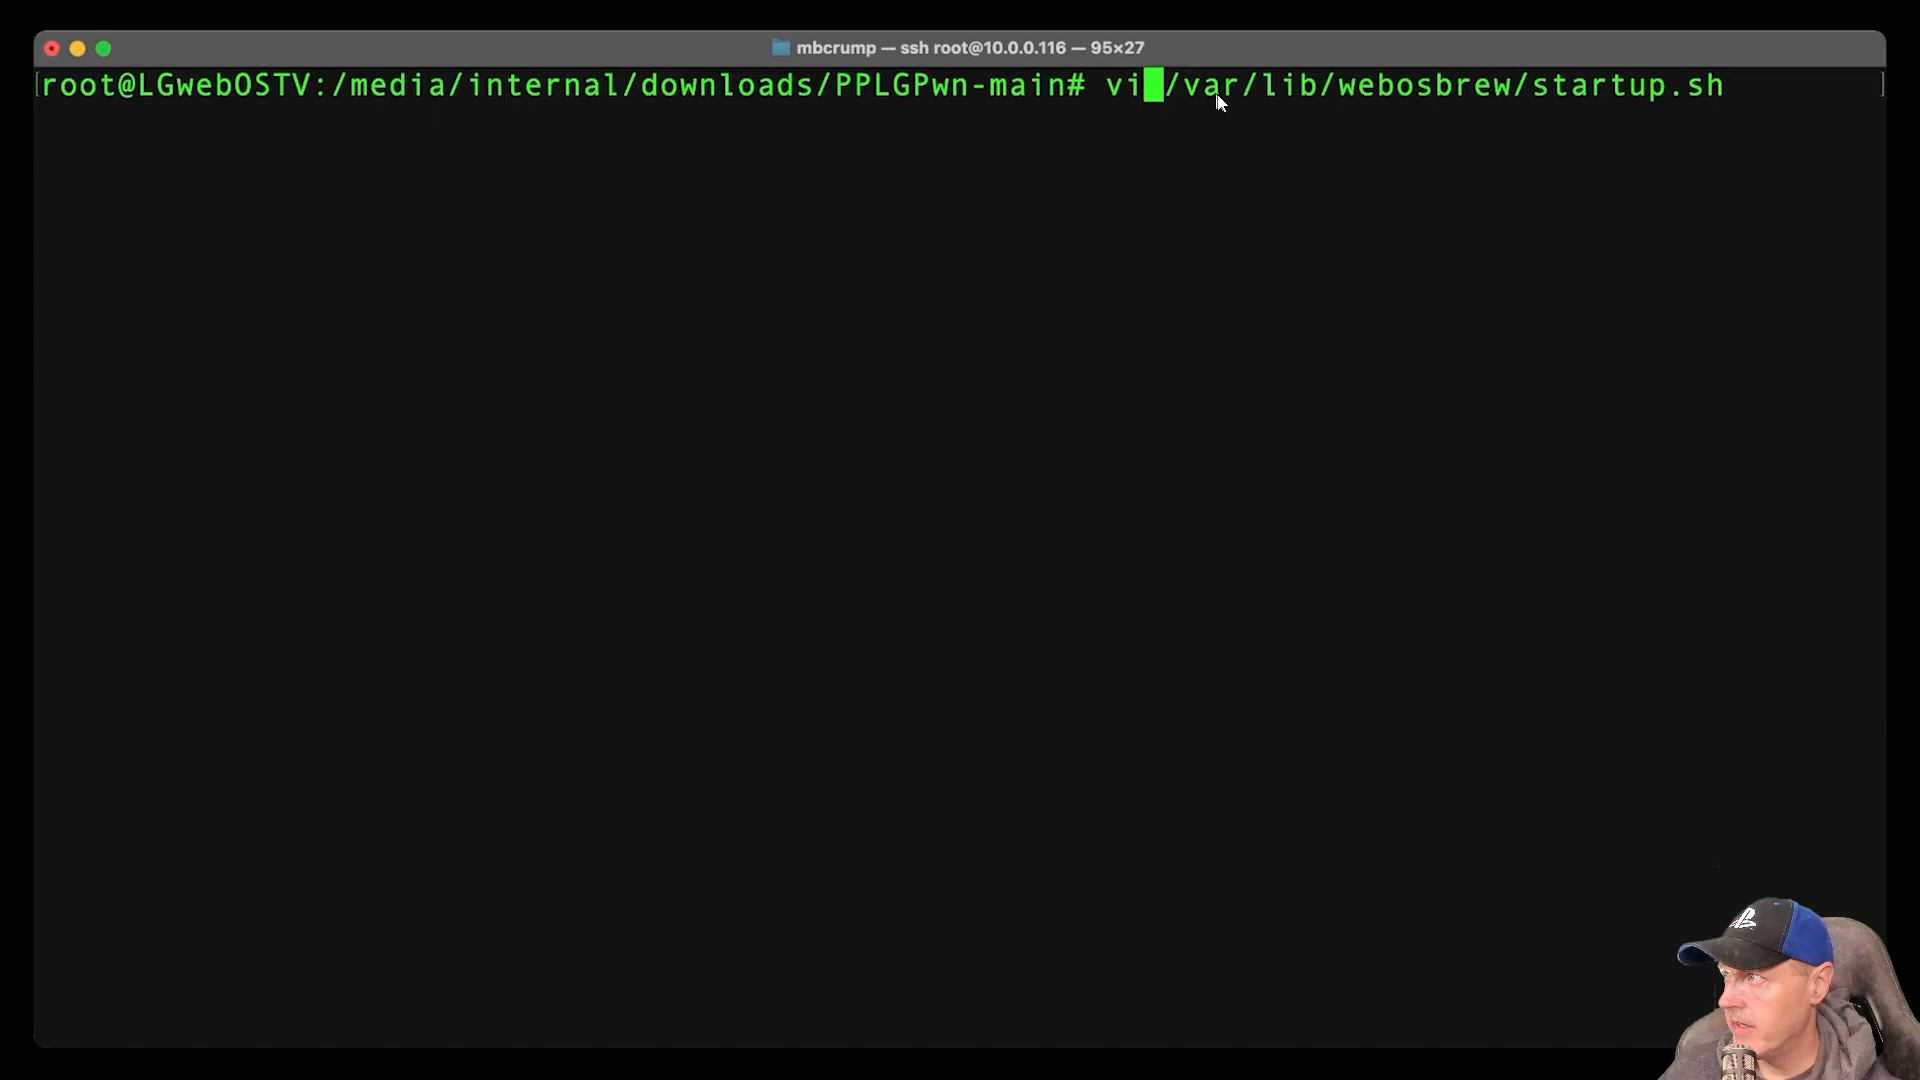 mbcrump — ssh root@10.0.0.116 — 95×27
[root@LGwebOSTV:/media/internal/downloads/PPLGPwn-main# vi /var/lib/webosbrew/startup.sh ]